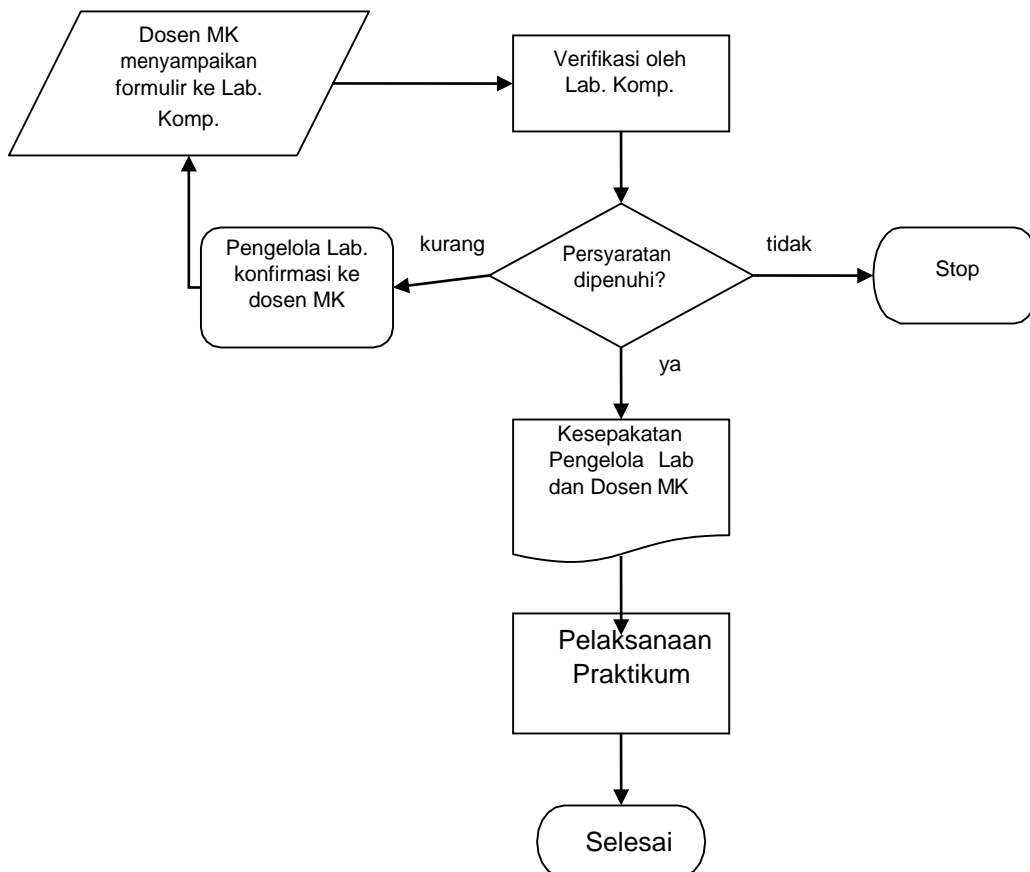 Dosen MK
menyampaikan
formulir ke Lab.
Komp.
Verifikasi oleh
Lab. Komp.
Pengelola Lab.
konfirmasi ke
dosen MK
kurang
Persyaratan
dipenuhi?
tidak
Stop
ya
Kesepakatan
Pengelola Lab
dan Dosen MK
Pelaksanaan
Praktikum
Selesai